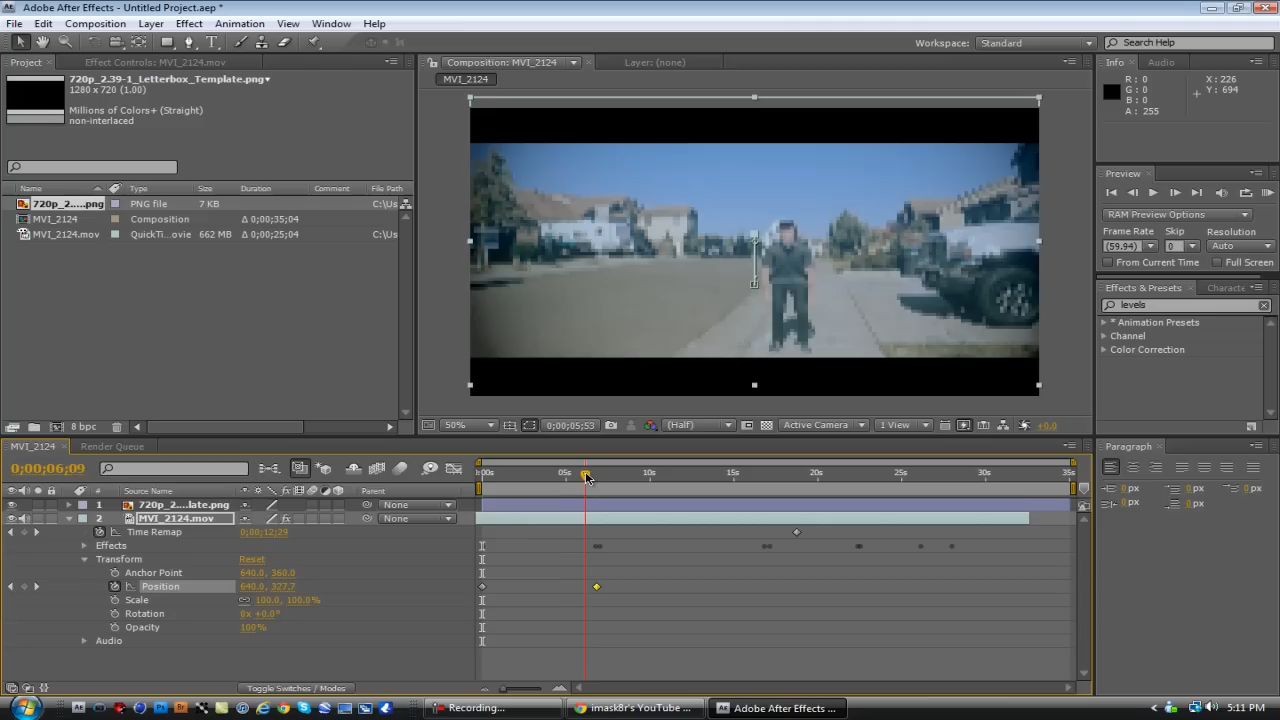 Adobe After Effects - Untitled Project.aep *
File Edit Composition Layer Effect Animation View Window Help
Workspace: Standard Search Help
Project Effect Controls: MVI_2124.mov
Composition: MVI_2124 Layer: (none)
Info Audio
720p_2.39-1_Letterbox_Template.png
1280 x 720 (1.00)
Millions of Colors+ (Straight)
non-interlaced
MVI_2124
R: 0
G: 0
B: 0
A: 255
X: 226
Y: 694
Preview
RAM Preview Options
Frame Rate Skip Resolution
(59.94) 0 Auto
From Current Time Full Screen
Name Type Size Duration Comment File Path
720p_2....png PNG file 7 KB C:\Us
MVI_2124 Composition Δ 0;00;35;04
MVI_2124.mov QuickTi...ovie 662 MB Δ 0;00;25;04 C:\Us
Effects & Presets Characte
levels
* Animation Presets
Channel
Color Correction
8 bpc
50% 0;00;05;53 (Half) Active Camera 1 View +0.0
MVI_2124 Render Queue
Paragraph
0;00;06;09
:00s 05s 10s 15s 20s 25s 30s 35s
# Source Name Parent
1 720p_2....late.png None
2 MVI_2124.mov None
Time Remap 0;00;12;29
Effects
Transform Reset
Anchor Point 640.0, 360.0
Position 640.0, 327.7
Scale 100.0, 100.0%
Rotation 0x +0.0°
Opacity 100%
Audio
0 px 0 px 0 px
0 px 0 px
Toggle Switches / Modes
Recording... imask8r's YouTube ... Adobe After Effects ... 5:11 PM